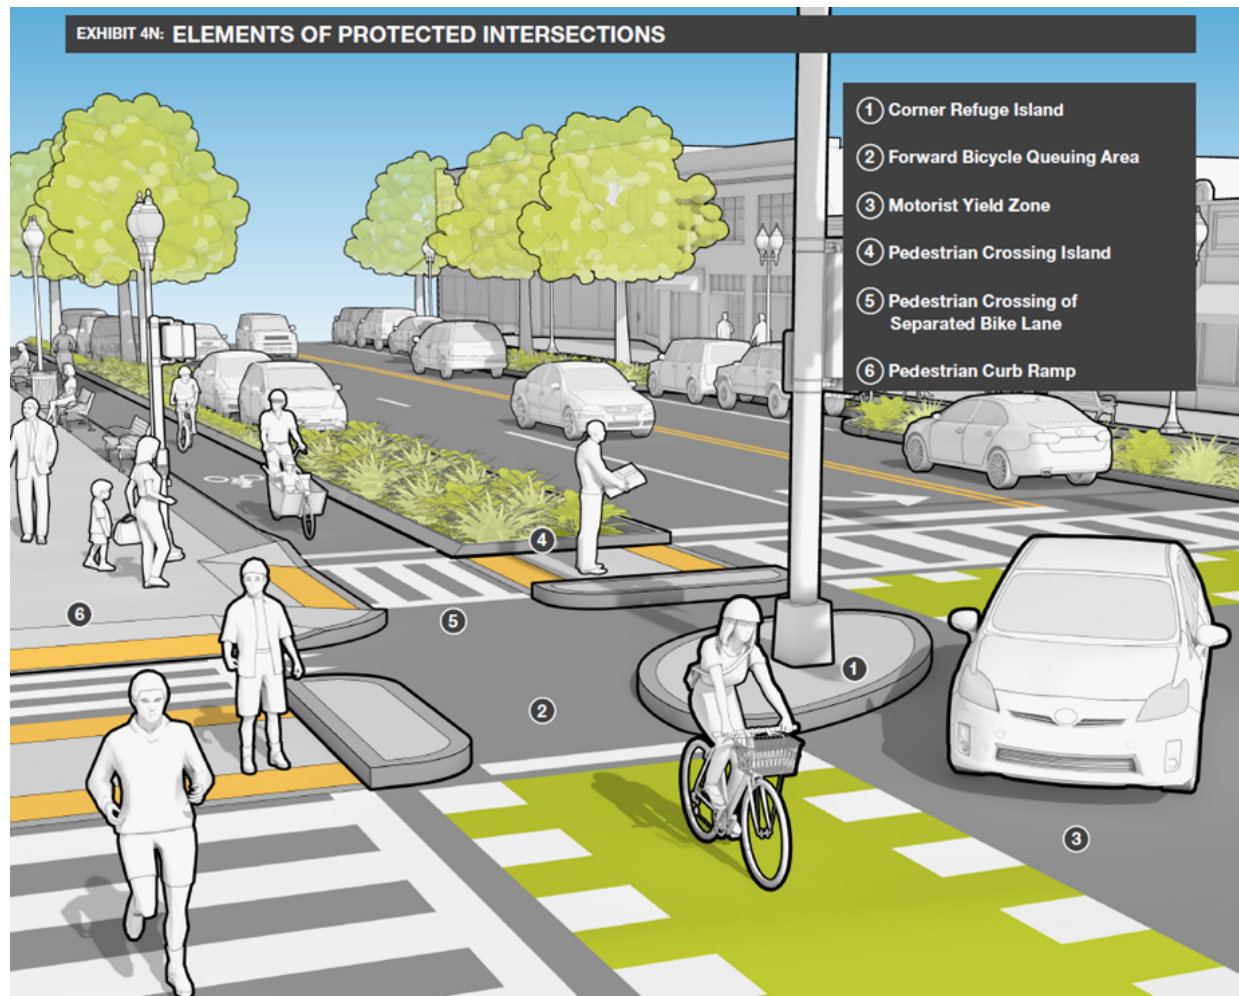 EXHIBIT 4N: ELEMENTS OF PROTECTED INTERSECTIONS
1 Corner Refuge Island
2 Forward Bicycle Queuing Area
3 Motorist Yield Zone
4 Pedestrian Crossing Island
5 Pedestrian Crossing of
Separated Bike Lane
6 Pedestrian Curb Ramp
4
6
5
1
2
3